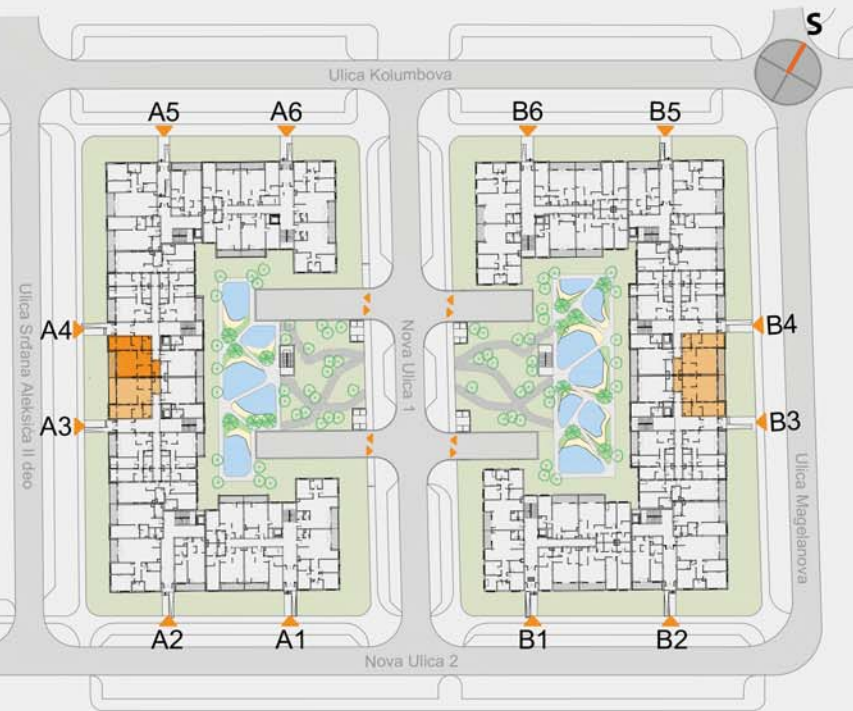 S
Ulica Kolumbova
A5
A6
B6
B5
A4
B4
Ulica Srđana Aleksića II deo
Nova Ulica 1
A3
B3
Ulica Magelanova
A2
A1
B1
B2
Nova Ulica 2